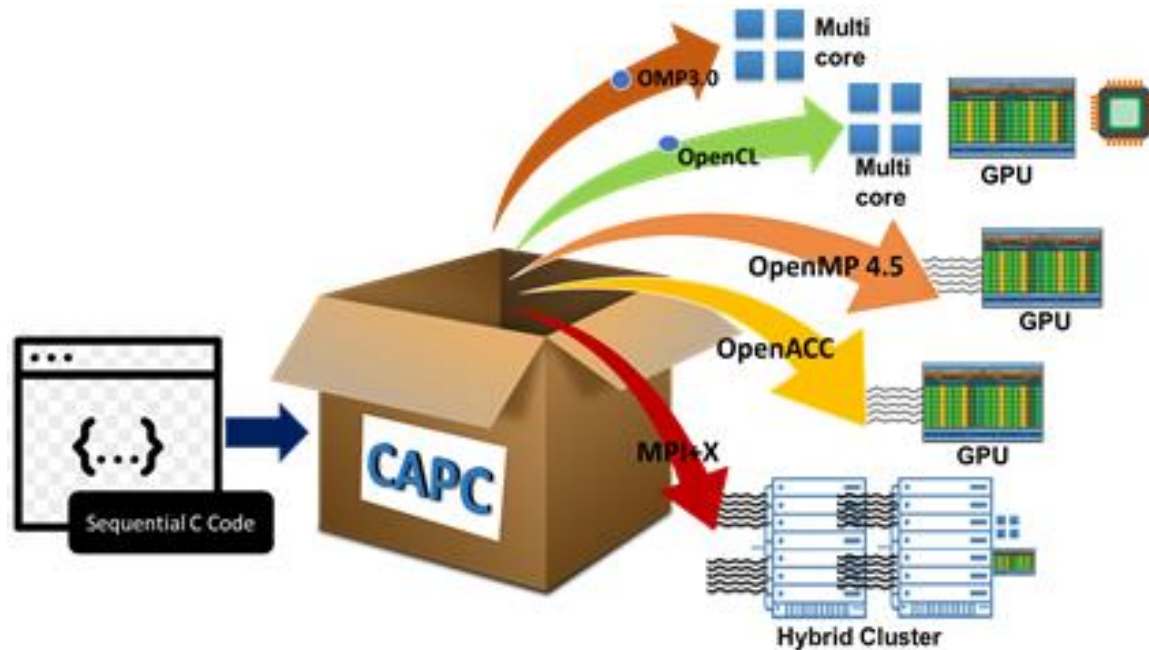 OMP3.0
Multi
core
OpenCL
Multi
core
GPU
OpenMP 4.5
GPU
OpenACC
GPU
MPI+X
Hybrid Cluster
{...}
Sequential C Code
CAPC